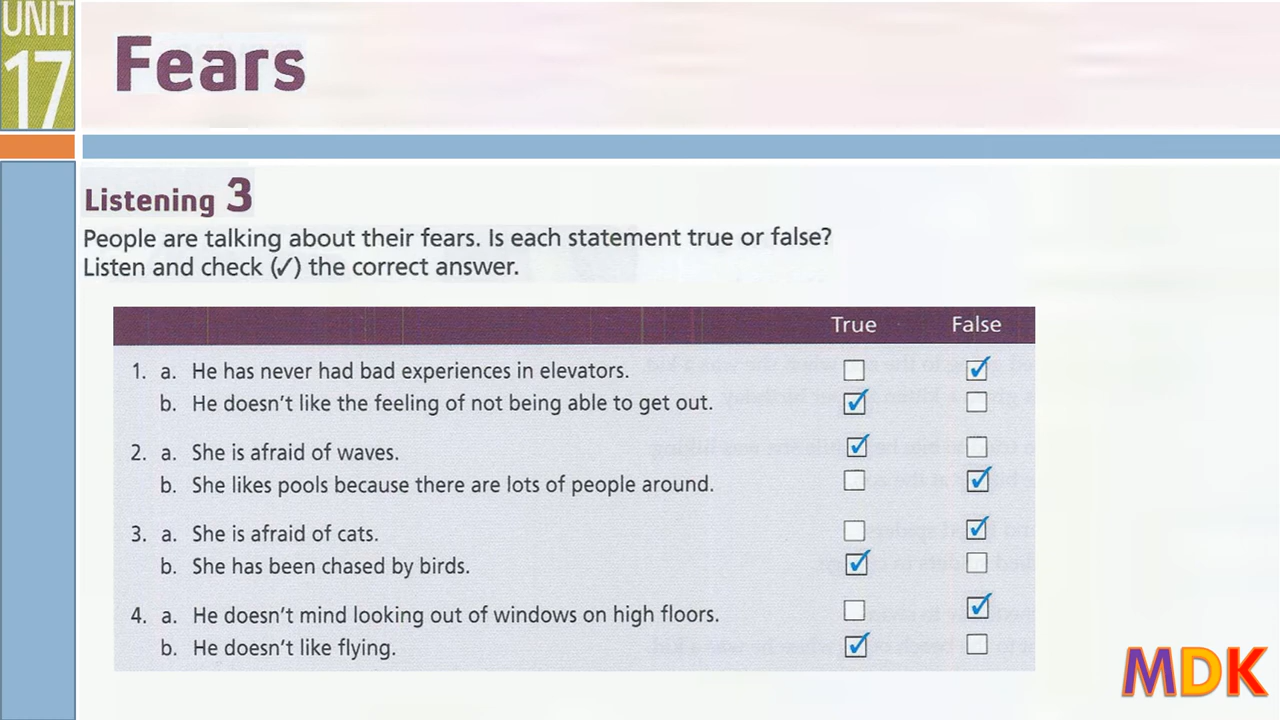 UNIT
17
Fears
Listening 3
People are talking about their fears. Is each statement true or false?
Listen and check (✓) the correct answer.
True False
1. a. He has never had bad experiences in elevators. ☐ ☑
b. He doesn't like the feeling of not being able to get out. ☑ ☐
2. a. She is afraid of waves. ☑ ☐
b. She likes pools because there are lots of people around. ☐ ☑
3. a. She is afraid of cats. ☐ ☑
b. She has been chased by birds. ☑ ☐
4. a. He doesn't mind looking out of windows on high floors. ☐ ☑
b. He doesn't like flying. ☑ ☐
MDK